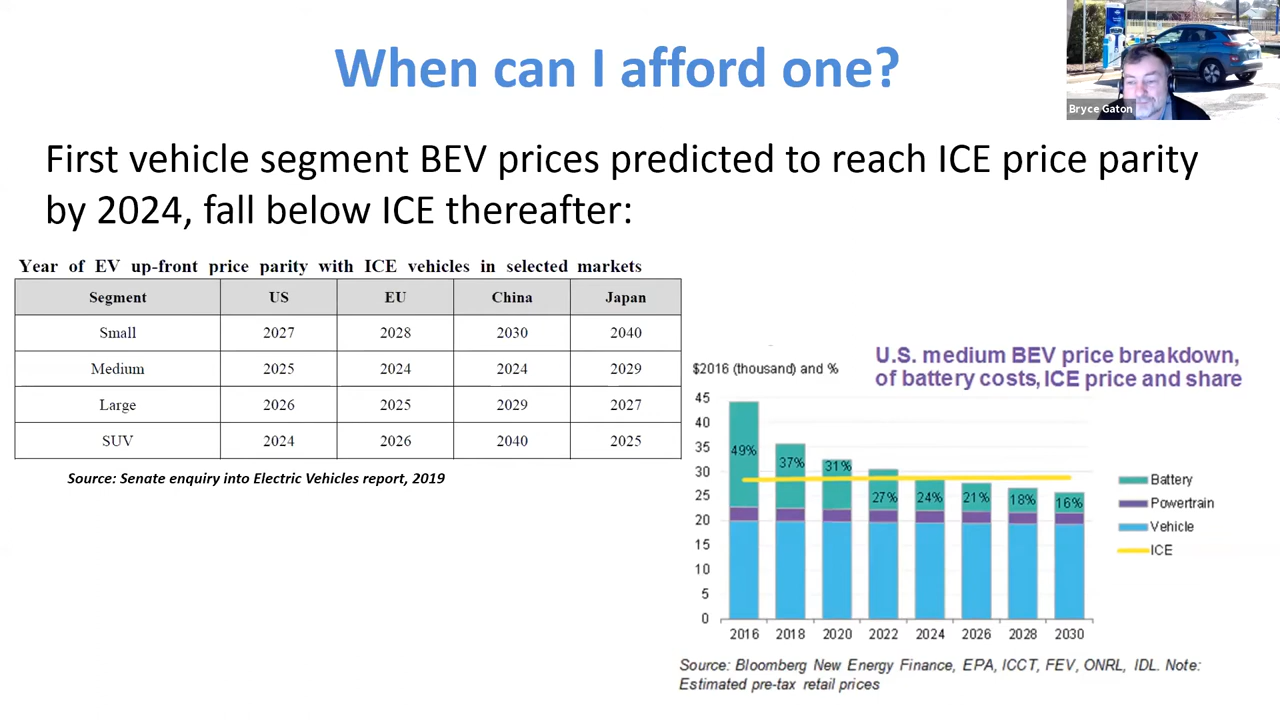 When can I afford one?
Bryce Gaton
First vehicle segment BEV prices predicted to reach ICE price parity
by 2024, fall below ICE thereafter:
Year of EV up-front price parity with ICE vehicles in selected markets
Segment US EU China Japan
Small 2027 2028 2030 2040
Medium 2025 2024 2024 2029
Large 2026 2025 2029 2027
SUV 2024 2026 2040 2025
Source: Senate enquiry into Electric Vehicles report, 2019
U.S. medium BEV price breakdown,
of battery costs, ICE price and share
$2016 (thousand) and %
45
40
35
30
25
20
15
10
5
0
49% 37% 31% 27% 24% 21% 18% 16%
2016 2018 2020 2022 2024 2026 2028 2030
Battery
Powertrain
Vehicle
ICE
Source: Bloomberg New Energy Finance, EPA, ICCT, FEV, ONRL, IDL. Note:
Estimated pre-tax retail prices